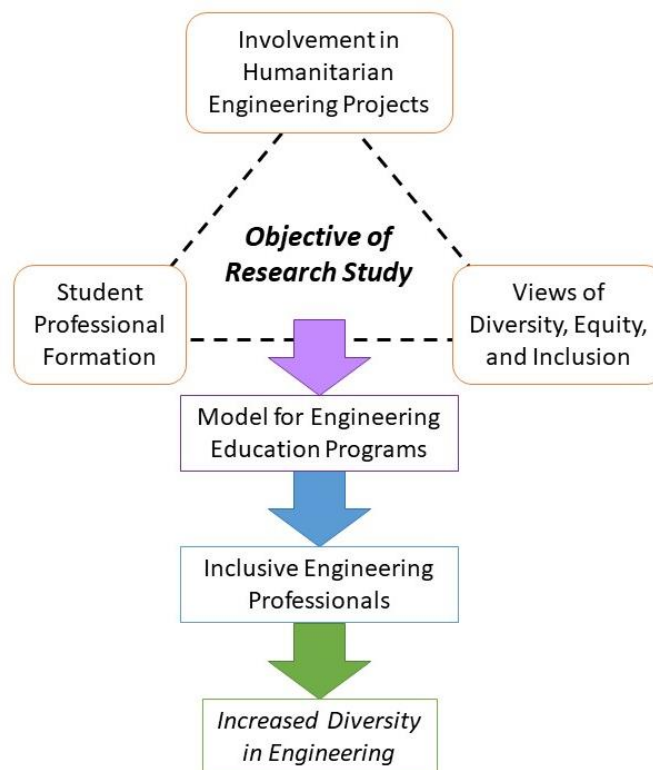 Involvement in
Humanitarian
Engineering Projects
Objective of
Research Study
Student
Professional
Formation
Views of
Diversity, Equity,
and Inclusion
Model for Engineering
Education Programs
Inclusive Engineering
Professionals
Increased Diversity
in Engineering